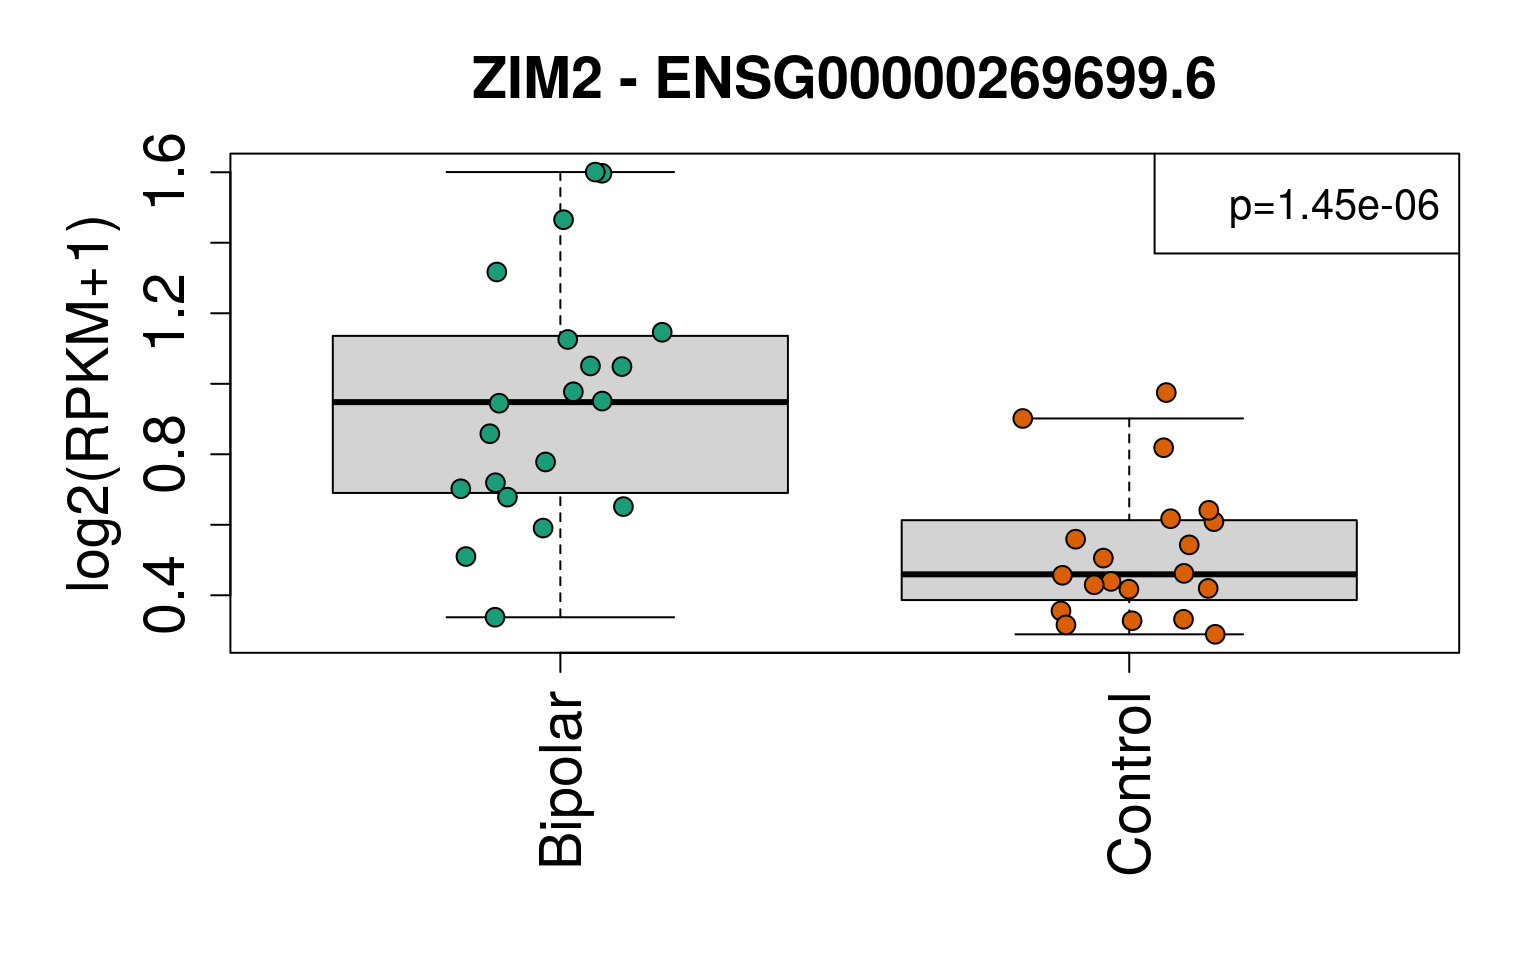 ZIM2 - ENSG00000269699.6
p=1.45e-06
log2(RPKM+1)
1.6
1.2
0.8
0.4
Bipolar
Control